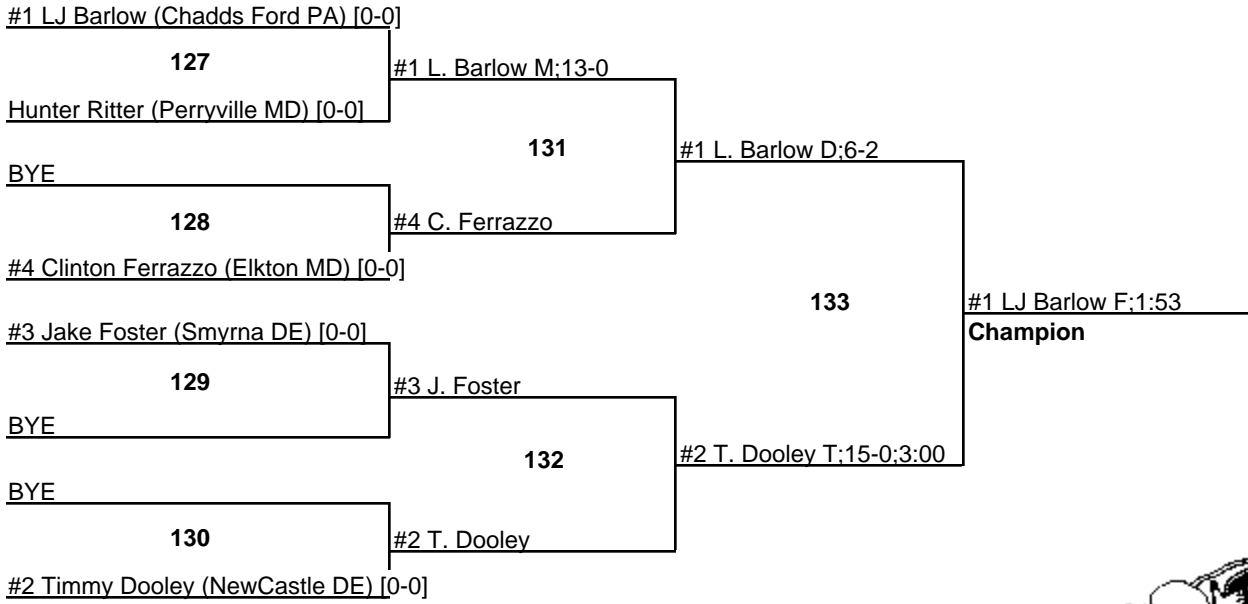 #1 LJ Barlow (Chadds Ford PA) [0-0]
127
#1 L. Barlow M;13-0
Hunter Ritter (Perryville MD) [0-0]
131
#1 L. Barlow D;6-2
BYE
128
#4 C. Ferrazzo
#4 Clinton Ferrazzo (Elkton MD) [0-0]
133
#1 LJ Barlow F;1:53
Champion
#3 Jake Foster (Smyrna DE) [0-0]
129
#3 J. Foster
BYE
132
#2 T. Dooley T;15-0;3:00
BYE
130
#2 T. Dooley
#2 Timmy Dooley (NewCastle DE) [0-0]